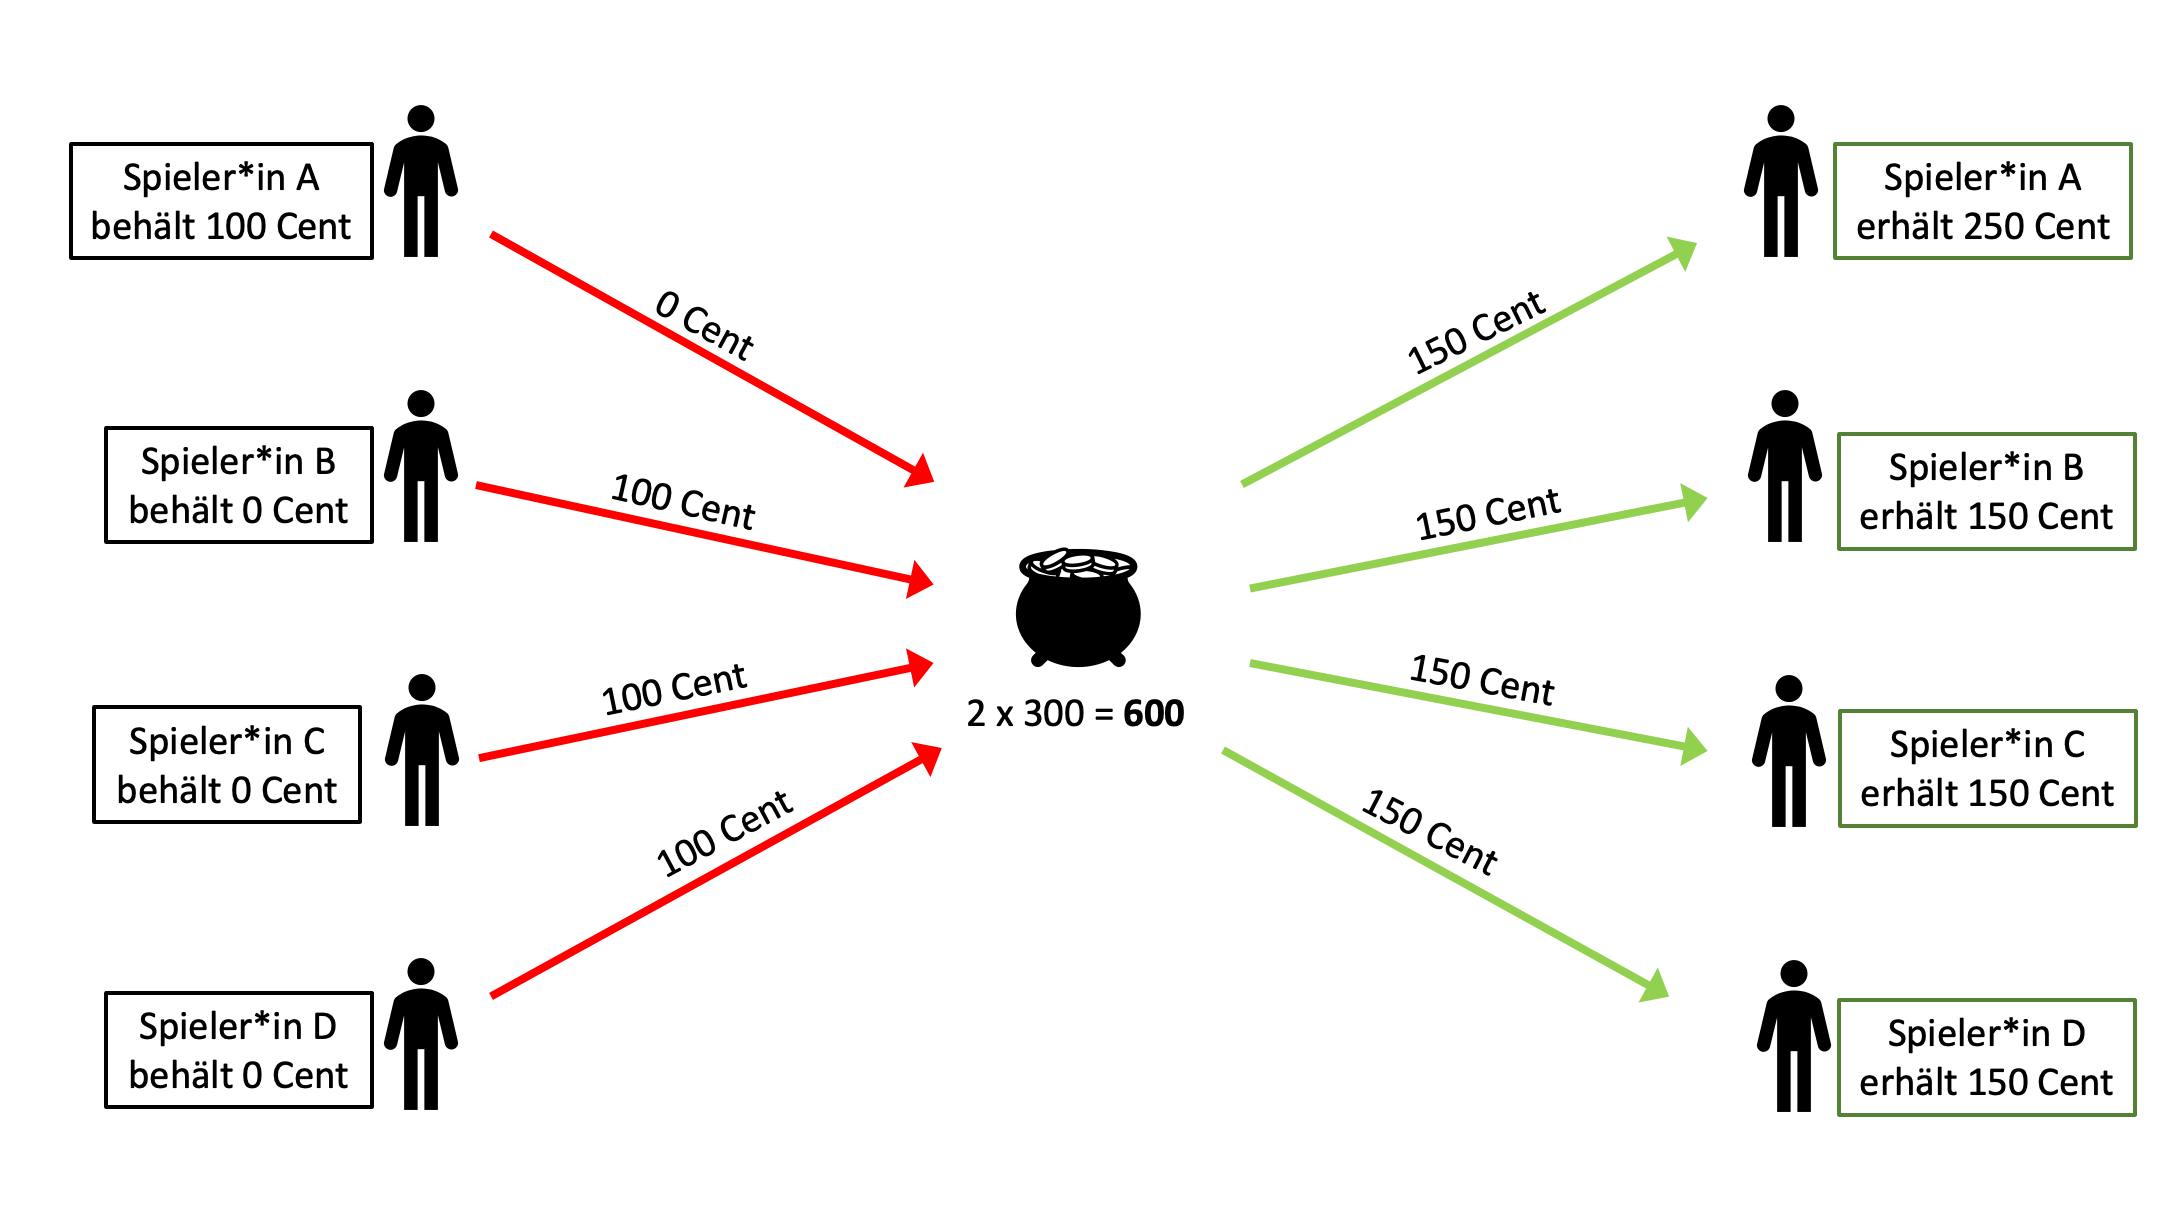 Spieler*in A
behält 100 Cent
0 Cent
150 Cent
Spieler*in A
erhält 250 Cent
Spieler*in B
behält 0 Cent
100 Cent
150 Cent
Spieler*in B
erhält 150 Cent
Spieler*in C
behält 0 Cent
100 Cent
2 x 300 = 600
150 Cent
Spieler*in C
erhält 150 Cent
Spieler*in D
behält 0 Cent
100 Cent
150 Cent
Spieler*in D
erhält 150 Cent